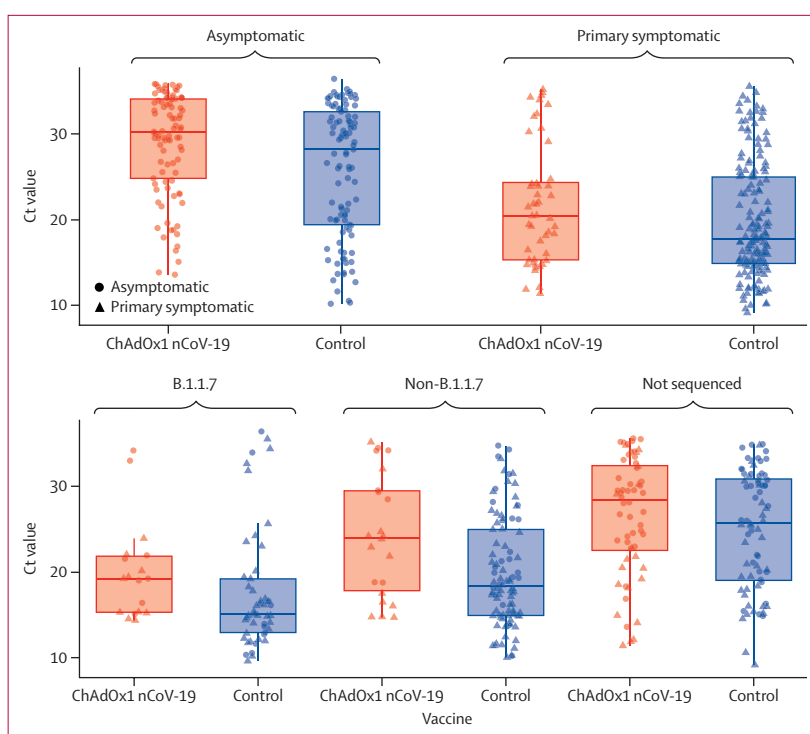 Asymptomatic Primary symptomatic
30
20
10
Ct value
Asymptomatic
Primary symptomatic
ChAdOx1 nCoV-19 Control ChAdOx1 nCoV-19 Control
B.1.1.7 Non-B.1.1.7 Not sequenced
30
20
10
Ct value
ChAdOx1 nCoV-19 Control ChAdOx1 nCoV-19 Control ChAdOx1 nCoV-19 Control
Vaccine